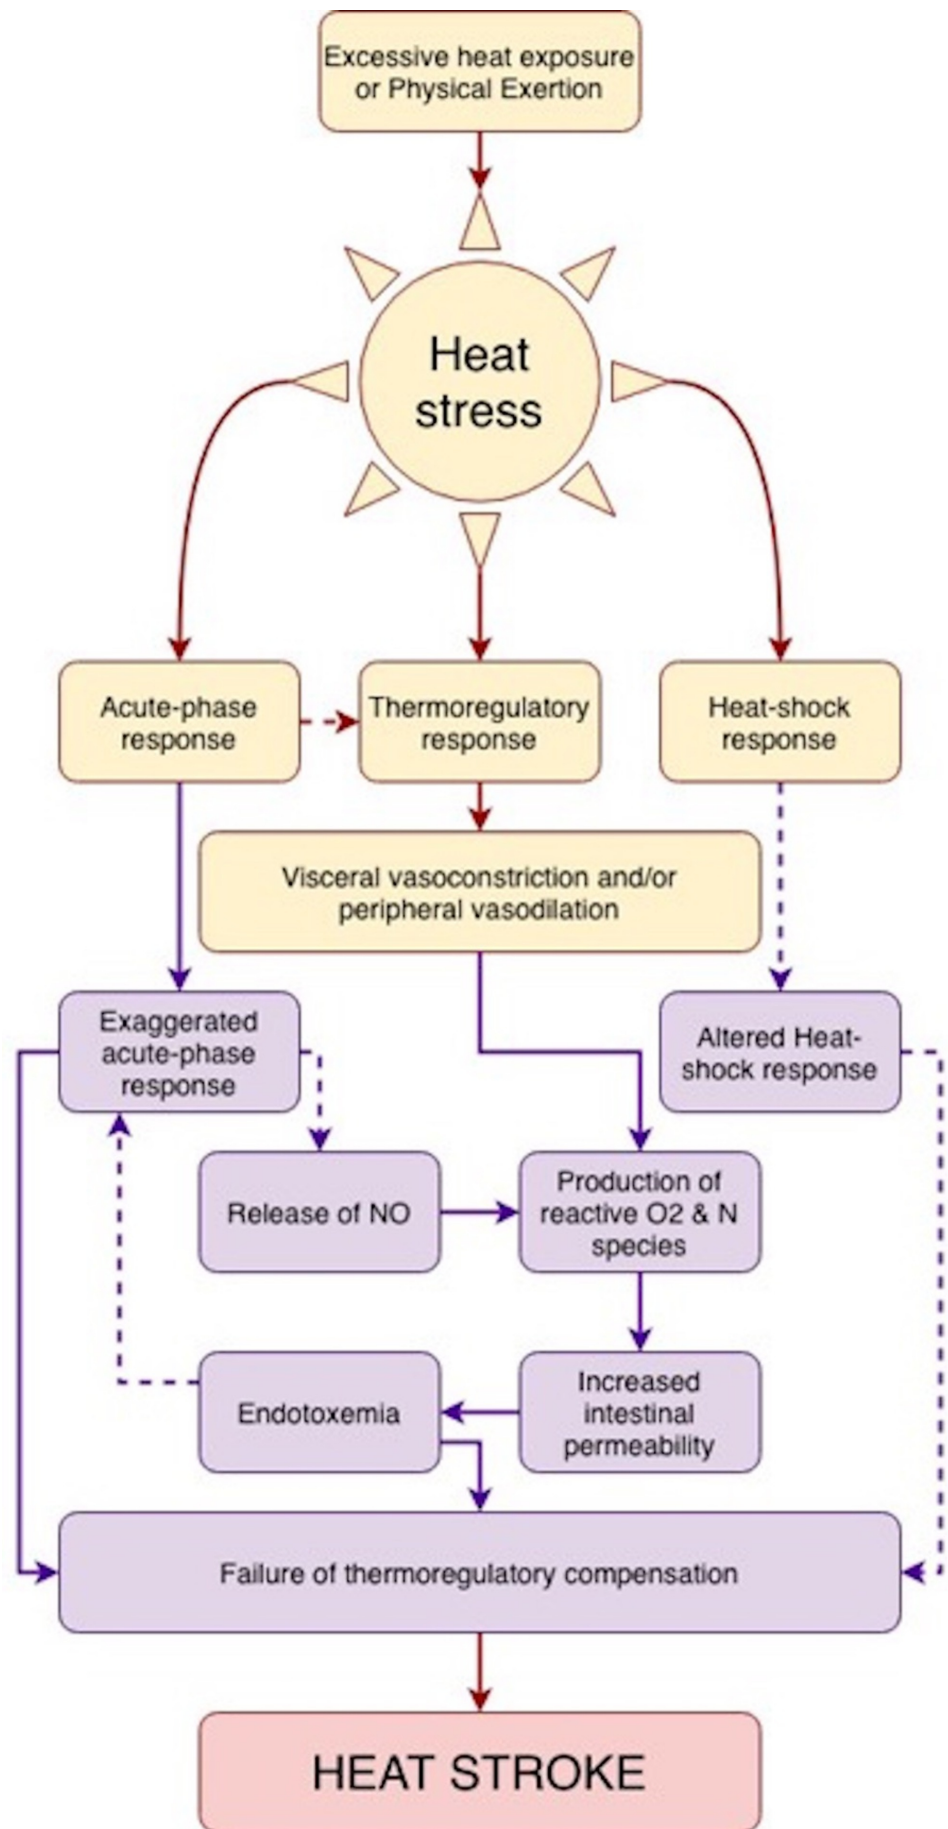 Excessive heat exposure
or Physical Exertion
Heat
stress
Acute-phase
response
Thermoregulatory
response
Heat-shock
response
Visceral vasoconstriction and/or
peripheral vasodilation
Exaggerated
acute-phase
response
Altered Heat-
shock response
Release of NO
Production of
reactive O2 & N
species
Endotoxemia
Increased
intestinal
permeability
Failure of thermoregulatory compensation
HEAT STROKE